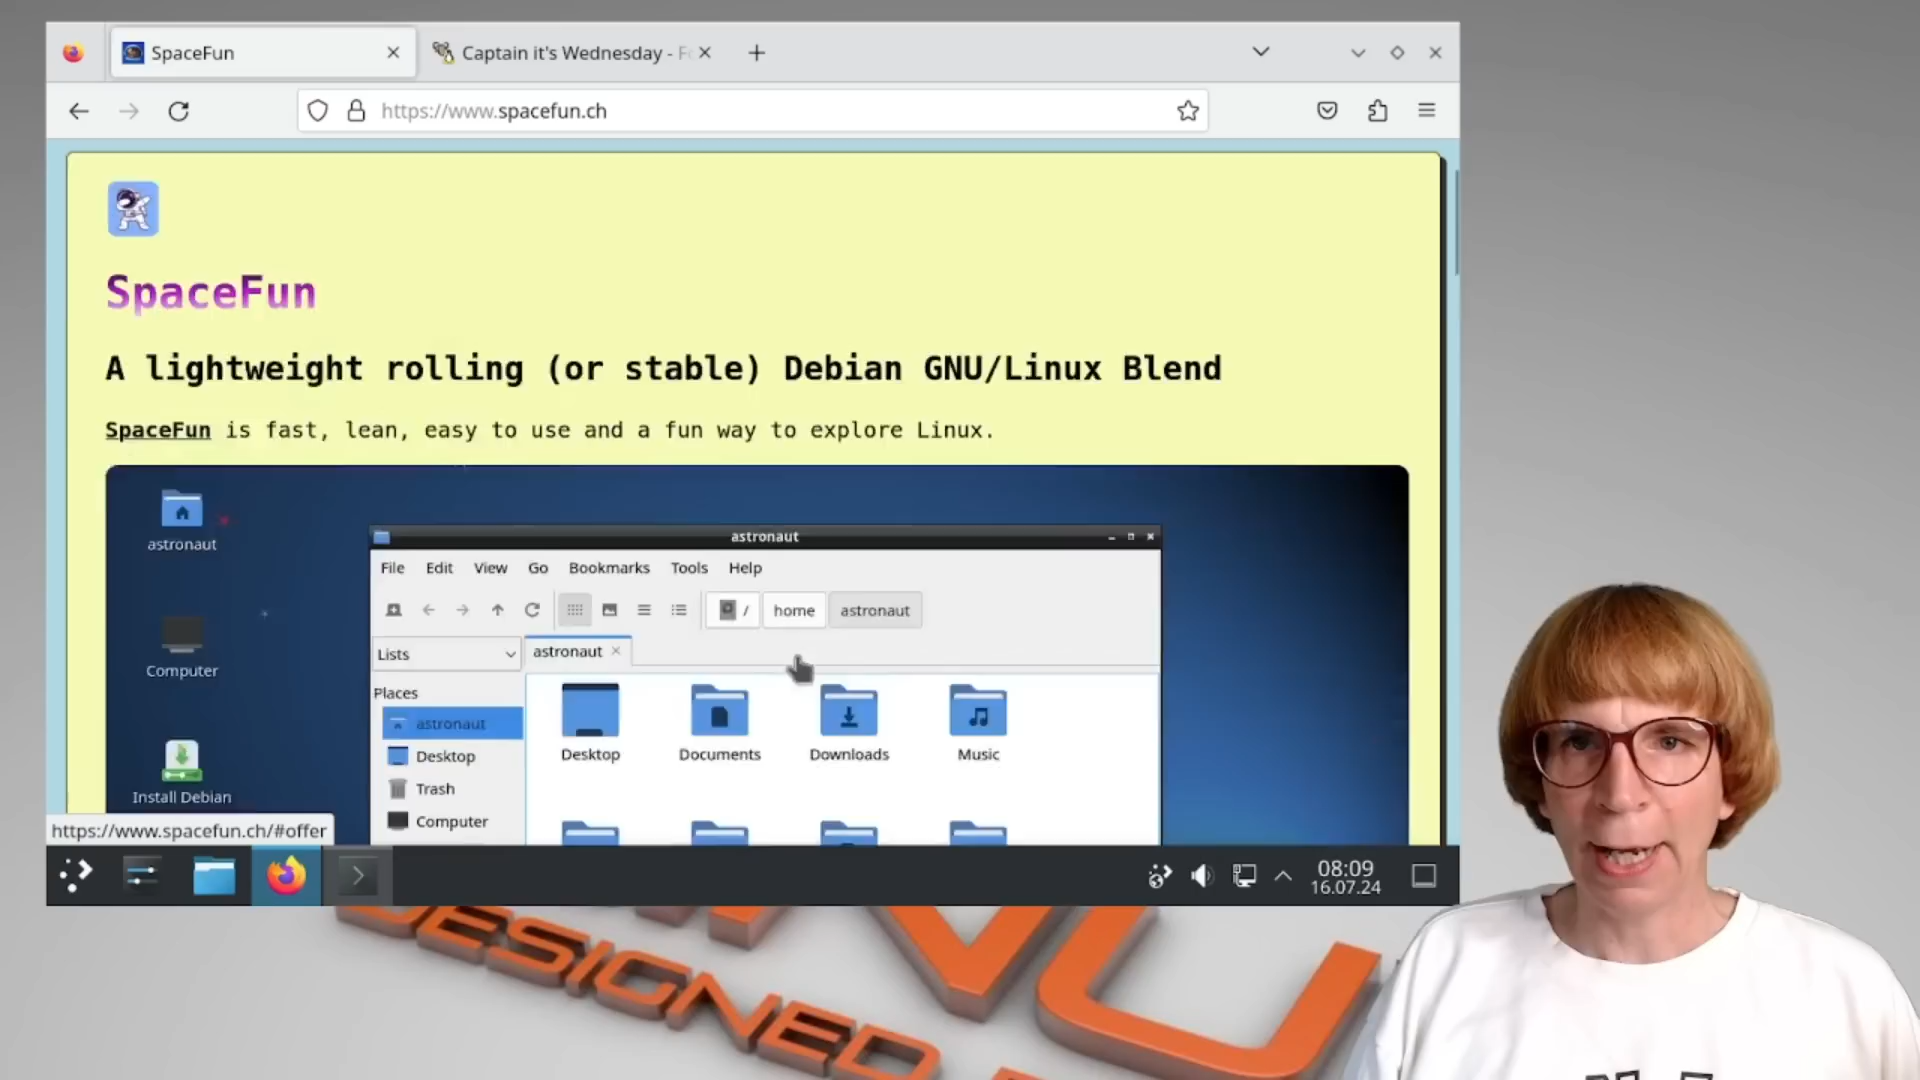 SpaceFun
Captain it's Wednesday - Fo
https://www.spacefun.ch
SpaceFun
A lightweight rolling (or stable) Debian GNU/Linux Blend
SpaceFun is fast, lean, easy to use and a fun way to explore Linux.
astronaut
Computer
Install Debian
astronaut
File Edit View Go Bookmarks Tools Help
/ home astronaut
Lists
astronaut
Places
astronaut
Desktop
Trash
Computer
Desktop Documents Downloads Music
https://www.spacefun.ch/#offer
08:09
16.07.24
DESIGNED